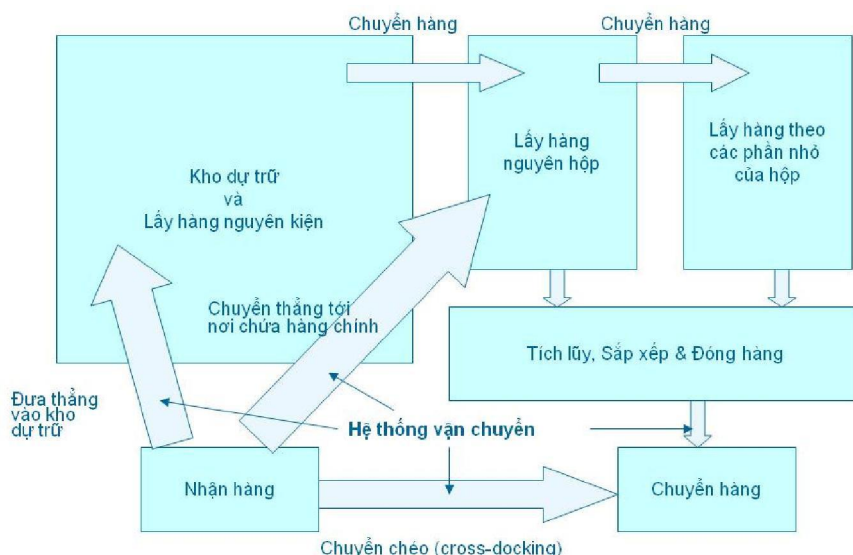 Chuyển hàng
Chuyển hàng
Kho dự trữ
và
Lấy hàng nguyên kiện
Lấy hàng
nguyên hộp
Lấy hàng theo
các phần nhỏ
của hộp
Chuyển thẳng tới
nơi chứa hàng chính
Tích lũy, Sắp xếp & Đóng hàng
Đưa thẳng
vào kho
dự trữ
Hệ thống vận chuyển
Nhận hàng
Chuyển hàng
Chuyển chéo (cross-docking)